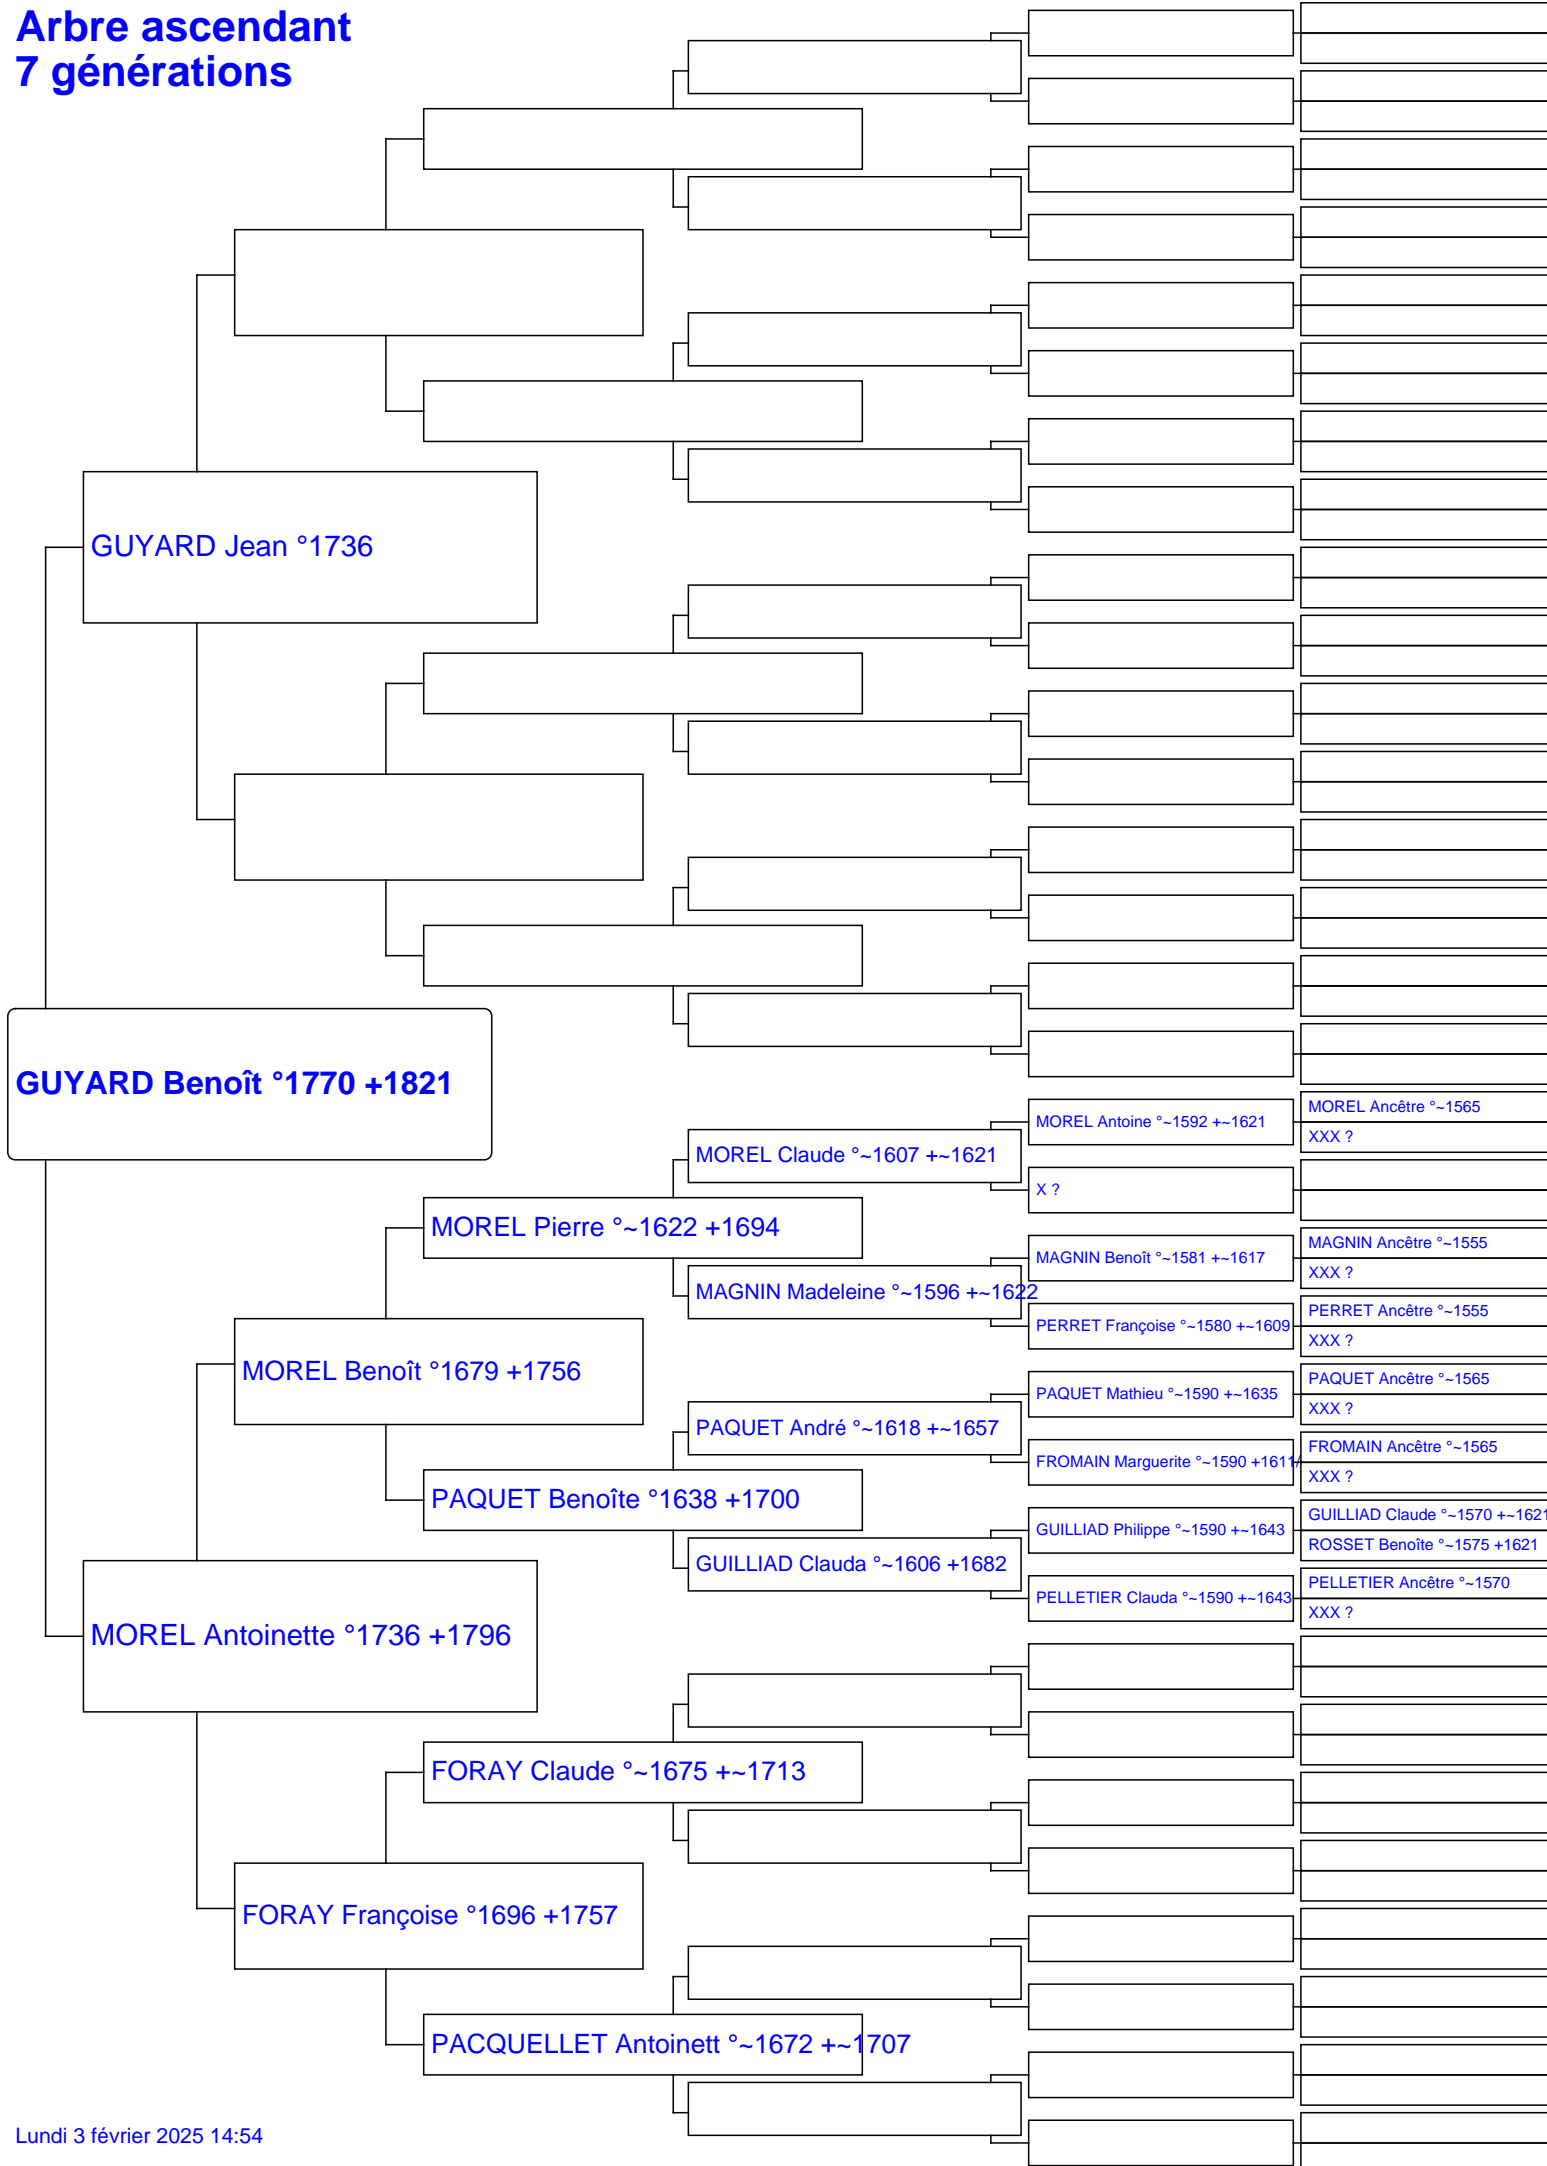 Arbre ascendant
7 générations
GUYARD Jean °1736
GUYARD Benoît °1770 +1821
MOREL Antoine °~1592 +~1621
MOREL Ancêtre °~1565
XXX ?
MOREL Claude °~1607 +~1621
X ?
MOREL Pierre °~1622 +1694
MAGNIN Benoît °~1581 +~1617
MAGNIN Ancêtre °~1555
XXX ?
MAGNIN Madeleine °~1596 +~1622
PERRET Françoise °~1580 +~1609
PERRET Ancêtre °~1555
XXX ?
MOREL Benoît °1679 +1756
PAQUET Mathieu °~1590 +~1635
PAQUET Ancêtre °~1565
XXX ?
PAQUET André °~1618 +~1657
FROMAIN Marguerite °~1590 +1611/
FROMAIN Ancêtre °~1565
XXX ?
PAQUET Benoîte °1638 +1700
GUILLIAD Philippe °~1590 +~1643
GUILLIAD Claude °~1570 +~1621
ROSSET Benoîte °~1575 +1621
GUILLIAD Clauda °~1606 +1682
PELLETIER Clauda °~1590 +~1643
PELLETIER Ancêtre °~1570
XXX ?
MOREL Antoinette °1736 +1796
FORAY Claude °~1675 +~1713
FORAY Françoise °1696 +1757
PACQUELLET Antoinett °~1672 +~1707
Lundi 3 février 2025 14:54